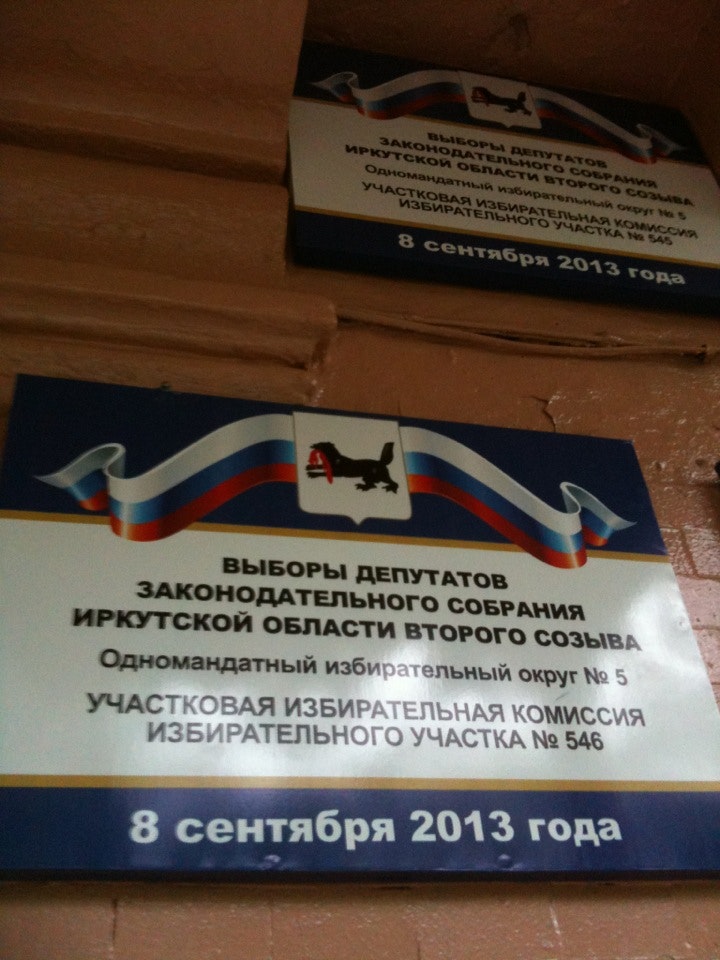 ВЫБОРЫ ДЕПУТАТОВ
ЗАКОНОДАТЕЛЬНОГО СОБРАНИЯ
ИРКУТСКОЙ ОБЛАСТИ ВТОРОГО СОЗЫВА
Одномандатный избирательный округ № 5
УЧАСТКОВАЯ ИЗБИРАТЕЛЬНАЯ КОМИССИЯ
ИЗБИРАТЕЛЬНОГО УЧАСТКА № 545
8 сентября 2013 года
ВЫБОРЫ ДЕПУТАТОВ
ЗАКОНОДАТЕЛЬНОГО СОБРАНИЯ
ИРКУТСКОЙ ОБЛАСТИ ВТОРОГО СОЗЫВА
Одномандатный избирательный округ № 5
УЧАСТКОВАЯ ИЗБИРАТЕЛЬНАЯ КОМИССИЯ
ИЗБИРАТЕЛЬНОГО УЧАСТКА № 546
8 сентября 2013 года